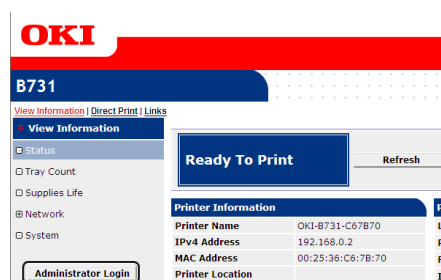 OKI
B731
View Information | Direct Print | Links
View Information
Status
Tray Count
Supplies Life
Network
System
Administrator Login
Ready To Print
Refresh
Printer Information
Printer Name OKI-B731-C67B70
IPv4 Address 192.168.0.2
MAC Address 00:25:36:C6:7B:70
Printer Location